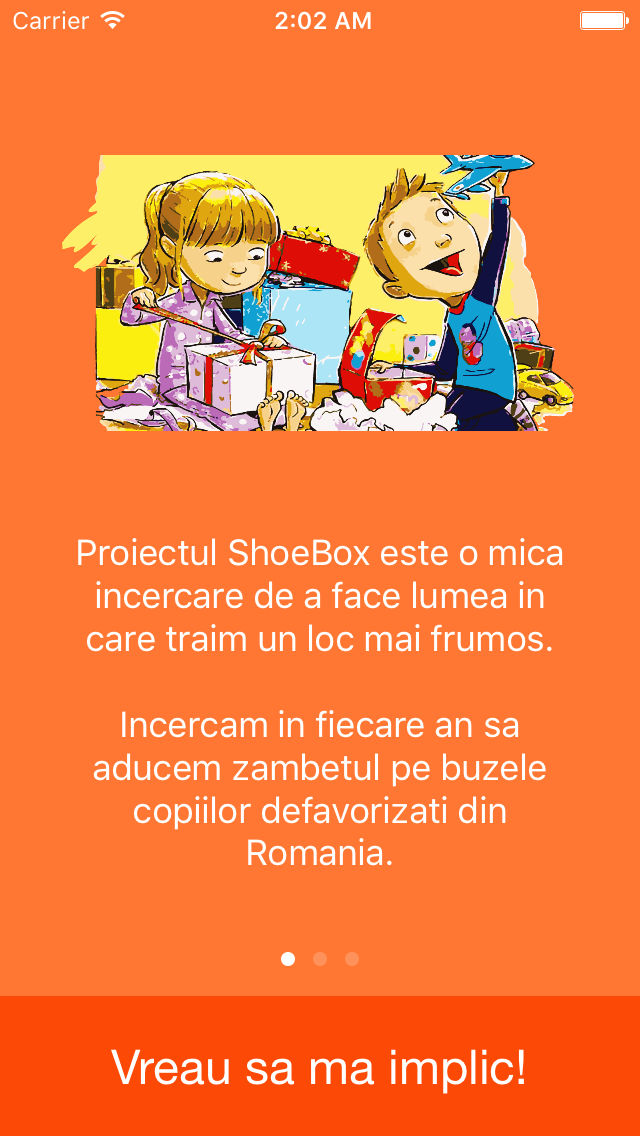 Carrier 2:02 AM
Proiectul ShoeBox este o mica
incercare de a face lumea in
care traim un loc mai frumos.
Incercam in fiecare an sa
aducem zambetul pe buzele
copiilor defavorizati din
Romania.
Vreau sa ma implic!